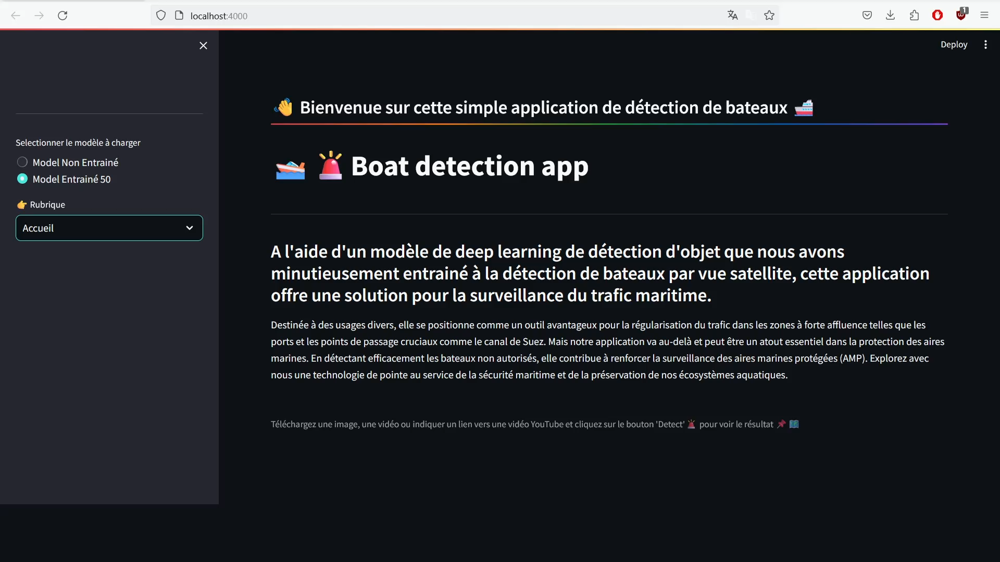 localhost:4000
1
Deploy
Selectionner le modèle à charger
Model Non Entrainé
Model Entrainé 50
👉 Rubrique
Accueil
👋 Bienvenue sur cette simple application de détection de bateaux 🛳️
🚤 🚨 Boat detection app
A l'aide d'un modèle de deep learning de détection d'objet que nous avons
minutieusement entrainé à la détection de bateaux par vue satellite, cette application
offre une solution pour la surveillance du trafic maritime.
Destinée à des usages divers, elle se positionne comme un outil avantageux pour la régularisation du trafic dans les zones à forte affluence telles que les
ports et les points de passage cruciaux comme le canal de Suez. Mais notre application va au-delà et peut être un atout essentiel dans la protection des aires
marines. En détectant efficacement les bateaux non autorisés, elle contribue à renforcer la surveillance des aires marines protégées (AMP). Explorez avec
nous une technologie de pointe au service de la sécurité maritime et de la préservation de nos écosystèmes aquatiques.
Téléchargez une image, une vidéo ou indiquer un lien vers une vidéo YouTube et cliquez sur le bouton 'Detect' 🚨 pour voir le résultat 📌 🗺️